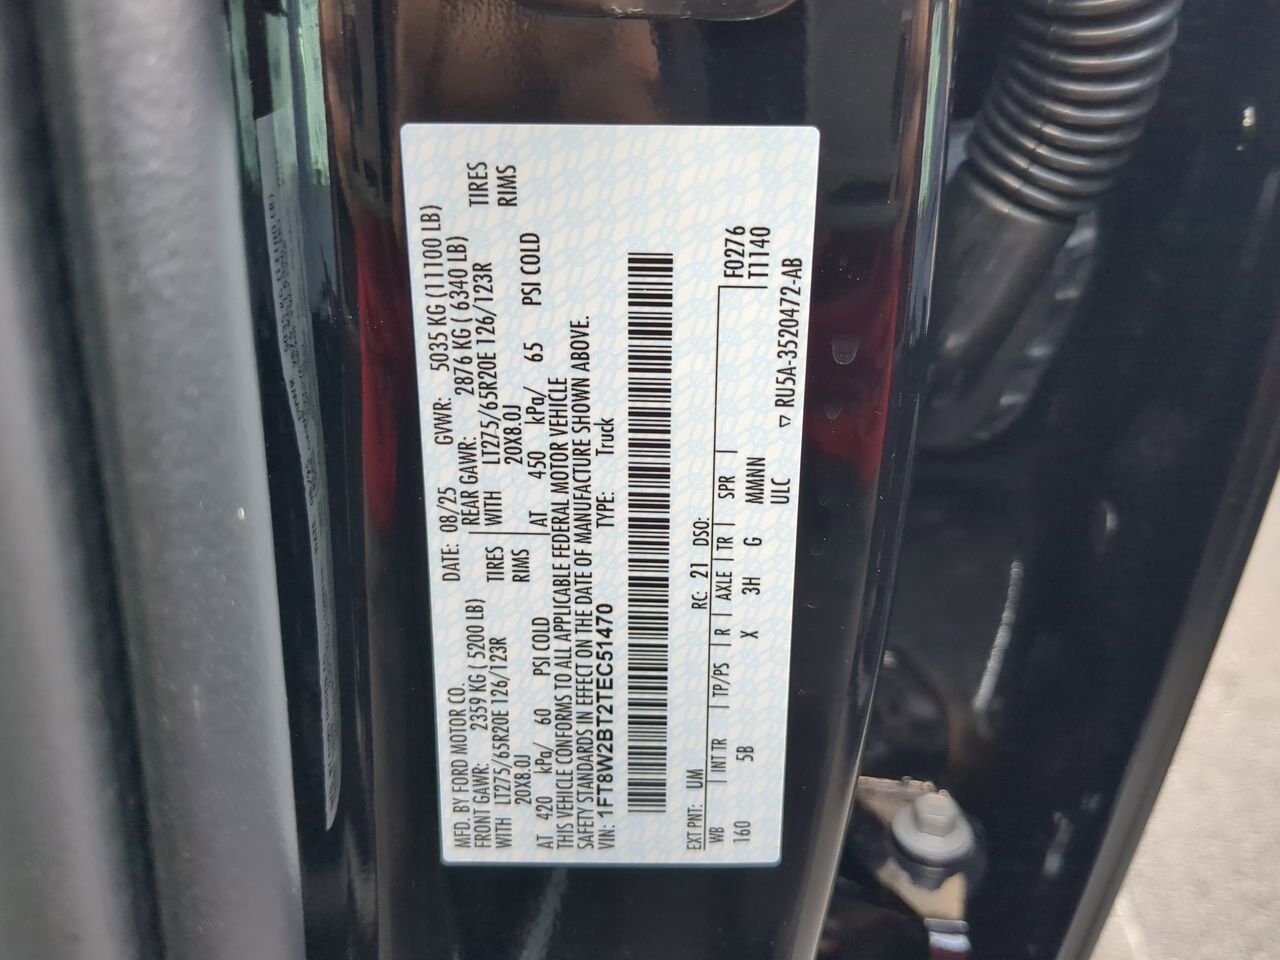 MFD. BY FORD MOTOR CO. DATE: 08/25 GVWR: 5035 KG (11100 LB)
FRONT GAWR: 2359 KG ( 5200 LB) REAR GAWR: 2876 KG ( 6340 LB)
WITH LT275/65R20E 126/123R TIRES WITH LT275/65R20E 126/123R TIRES
20X8.0J RIMS 20X8.0J RIMS
AT 420 kPa/ 60 PSI COLD AT 450 kPa/ 65 PSI COLD
THIS VEHICLE CONFORMS TO ALL APPLICABLE FEDERAL MOTOR VEHICLE
SAFETY STANDARDS IN EFFECT ON THE DATE OF MANUFACTURE SHOWN ABOVE.
VIN: 1FT8W2BT2TEC51470 TYPE: Truck
EXT PNT: UM RC: 21 DSO:
WB INT TR TP/PS R AXLE TR SPR F0276
160 5B X 3H G MMNN T1140
ULC
▽ RU5A-3520472-AB